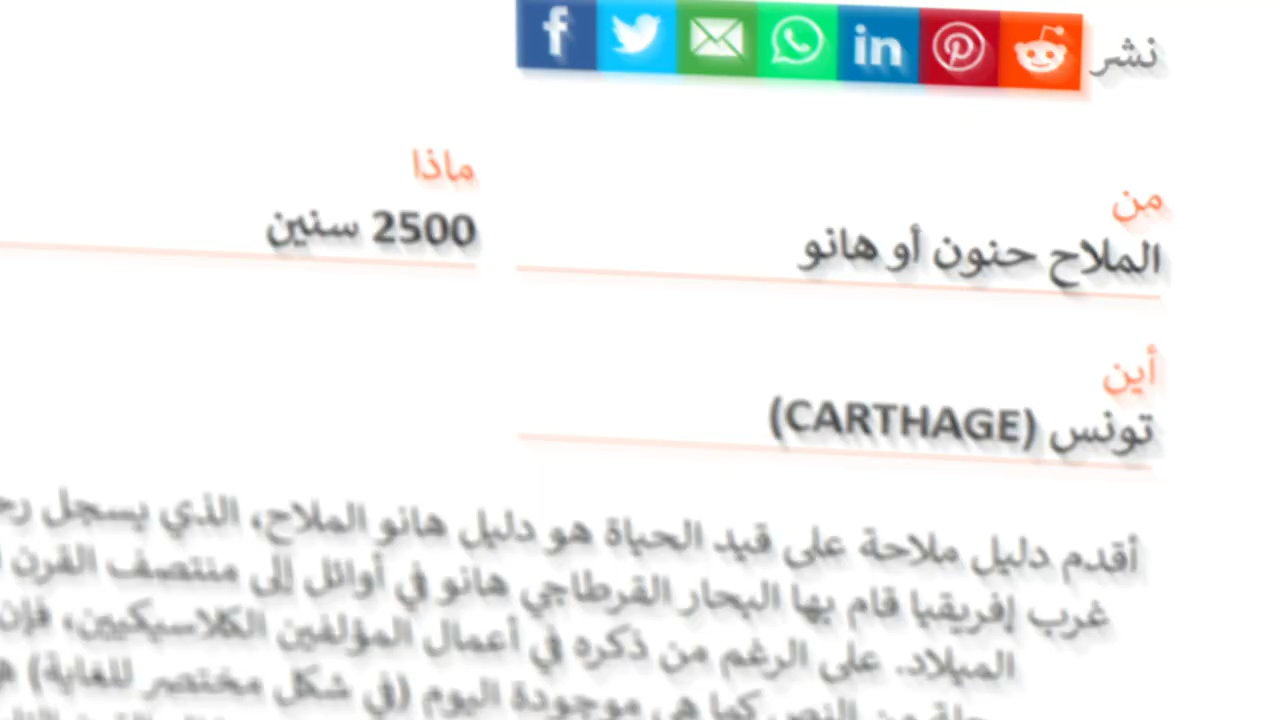 نشر
من
الملاح حنون أو هانو
ماذا
2500 سنين
أين
تونس (CARTHAGE)
أقدم دليل ملاحة على قيد الحياة هو دليل هانو الملاح، الذي يسجل
غرب إفريقيا قام بها البحار القرطاجي هانو في أوائل إلى منتصف القرن
الميلاد. على الرغم من ذكره في أعمال المؤلفين الكلاسيكيين، فإن
من النص كما هي موجودة اليوم (في شكل مختصر للغاية)